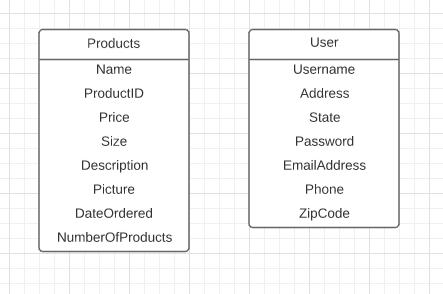 Products
Name
ProductID
Price
Size
Description
Picture
DateOrdered
NumberOfProducts
User
Username
Address
State
Password
EmailAddress
Phone
ZipCode